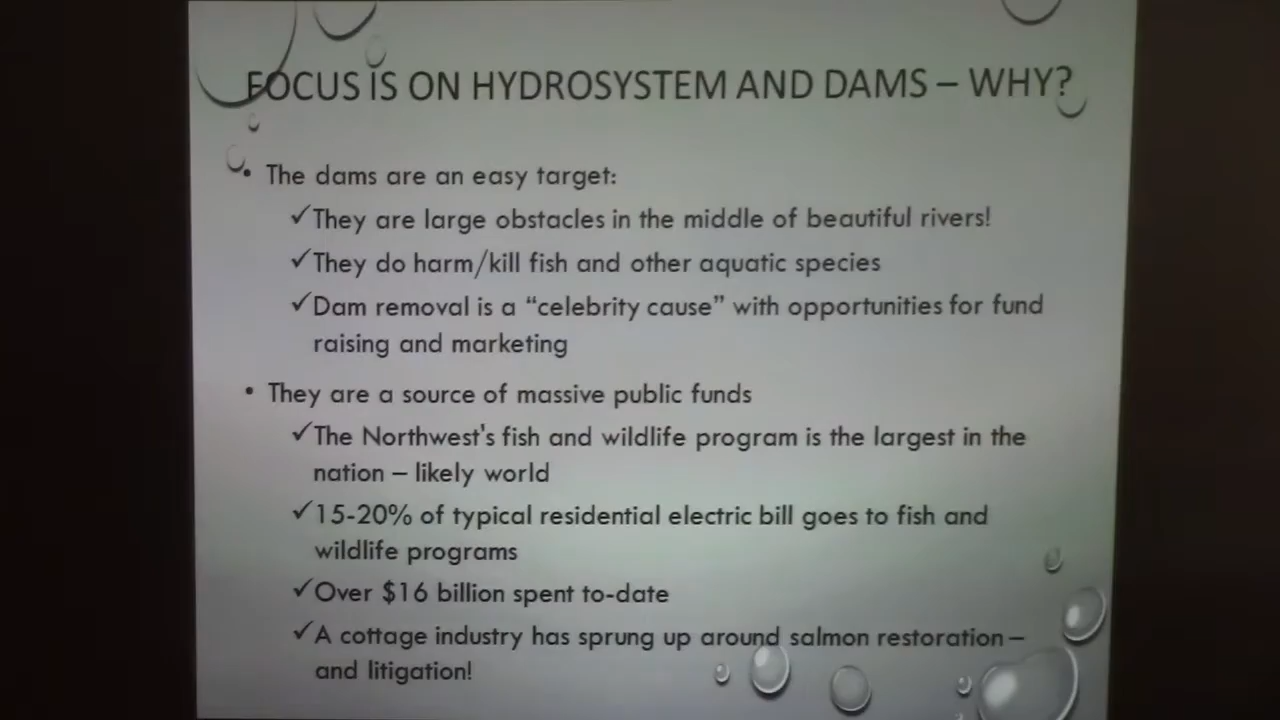 FOCUS IS ON HYDROSYSTEM AND DAMS – WHY?
• The dams are an easy target:
✓They are large obstacles in the middle of beautiful rivers!
✓They do harm/kill fish and other aquatic species
✓Dam removal is a “celebrity cause” with opportunities for fund
raising and marketing
• They are a source of massive public funds
✓The Northwest's fish and wildlife program is the largest in the
nation – likely world
✓15-20% of typical residential electric bill goes to fish and
wildlife programs
✓Over $16 billion spent to-date
✓A cottage industry has sprung up around salmon restoration –
and litigation!